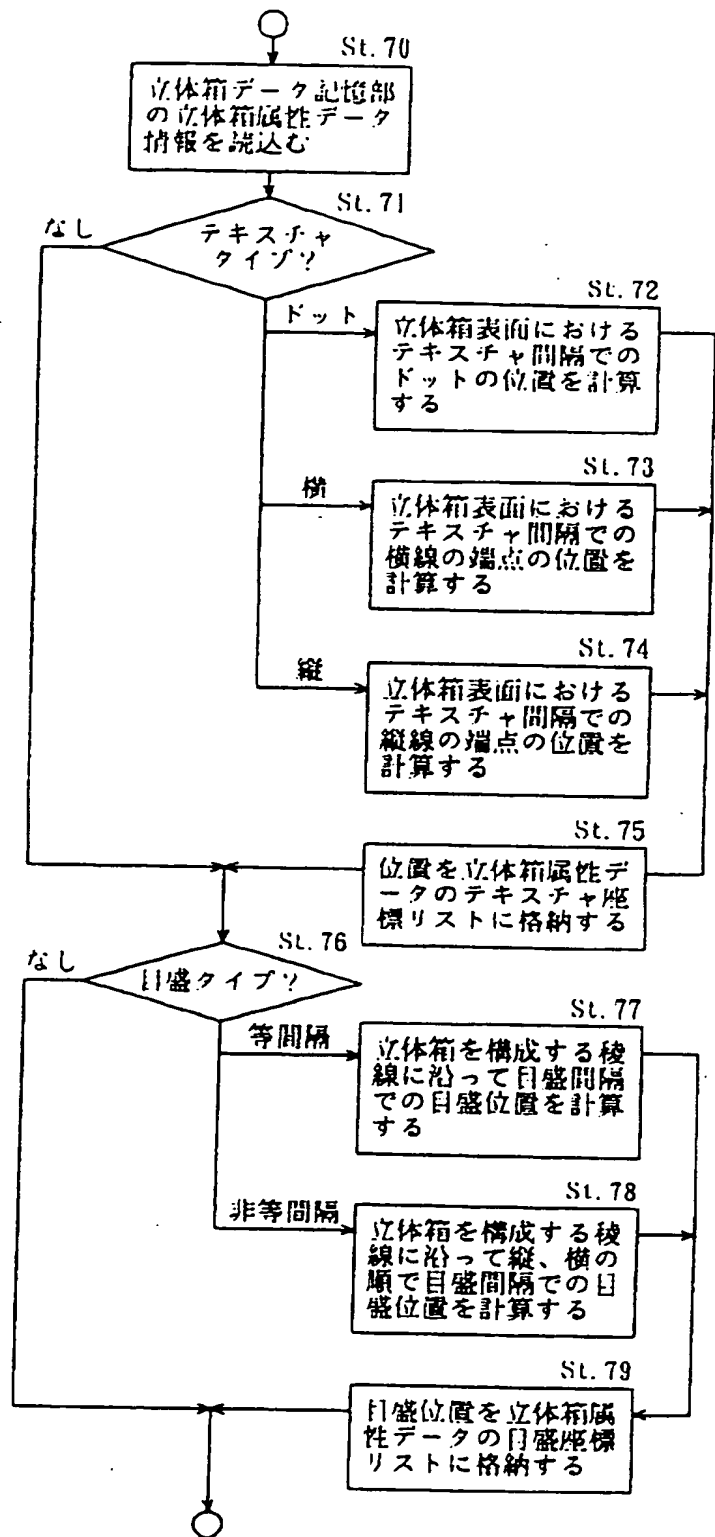 St.70
立体箱データ記憶部
の立体箱属性データ
情報を読込む
St.71
なし
テキスチャ
タイプ?
St.72
ドット
立体箱表面における
テキスチャ間隔での
ドットの位置を計算
する
St.73
横
立体箱表面における
テキスチャ間隔での
横線の端点の位置を
計算する
St.74
縦
立体箱表面における
テキスチャ間隔での
縦線の端点の位置を
計算する
St.75
位置を立体箱属性デ
ータのテキスチャ座
標リストに格納する
St.76
なし
目盛タイプ?
St.77
等間隔
立体箱を構成する稜
線に沿って目盛間隔
での目盛位置を計算
する
St.78
非等間隔
立体箱を構成する稜
線に沿って縦、横の
順で目盛間隔での目
盛位置を計算する
St.79
目盛位置を立体箱属
性データの目盛座標
リストに格納する